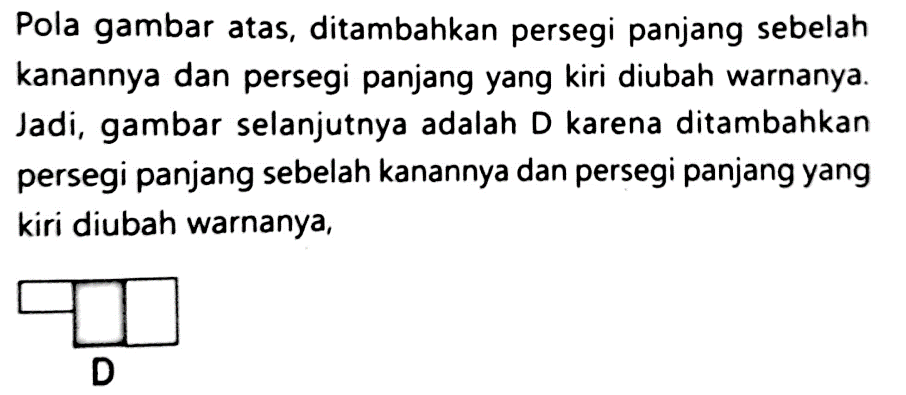 Pola gambar atas, ditambahkan persegi panjang sebelah
kanannya dan persegi panjang yang kiri diubah warnanya.
Jadi, gambar selanjutnya adalah D karena ditambahkan
persegi panjang sebelah kanannya dan persegi panjang yang
kiri diubah warnanya,
D